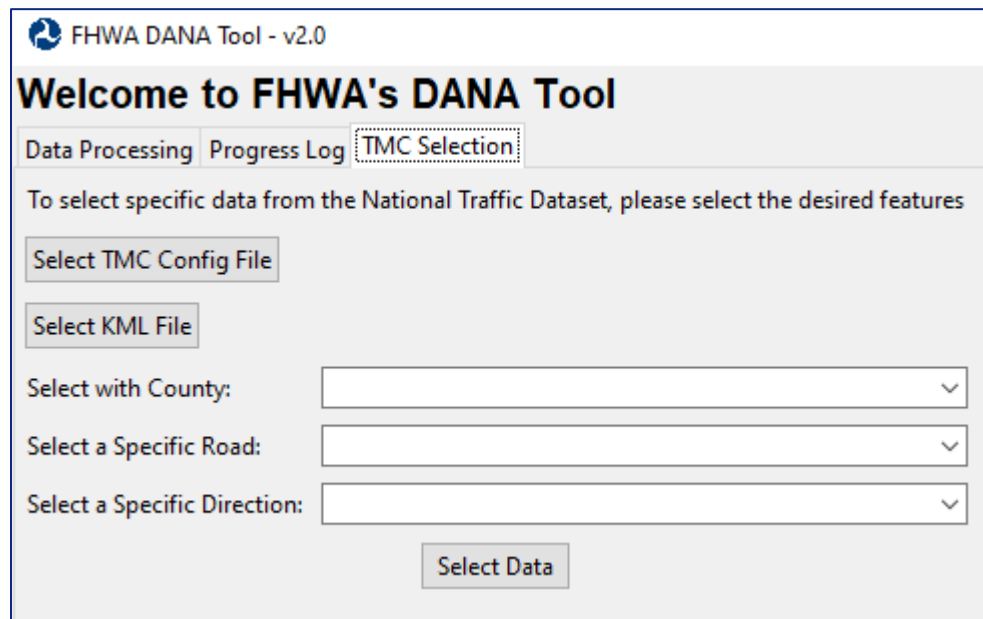 FHWA DANA Tool - v2.0
Welcome to FHWA's DANA Tool
Data Processing Progress Log TMC Selection
To select specific data from the National Traffic Dataset, please select the desired features
Select TMC Config File
Select KML File
Select with County:
Select a Specific Road:
Select a Specific Direction:
Select Data